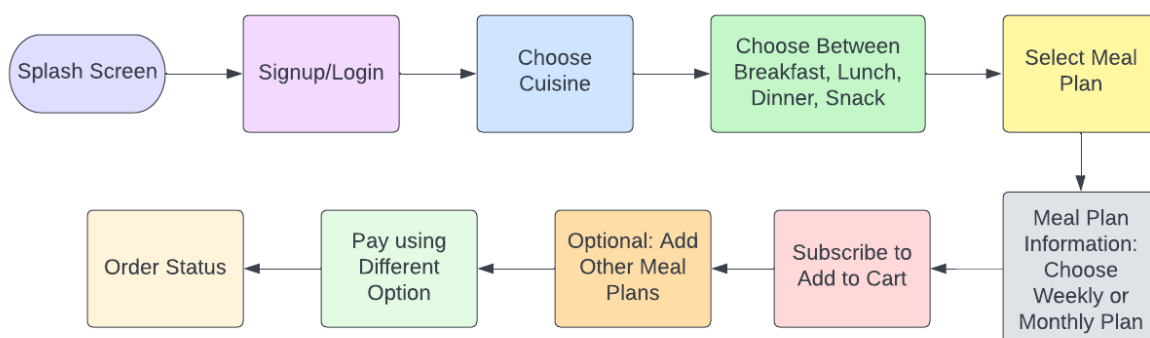 Splash Screen
Signup/Login
Choose
Cuisine
Choose Between
Breakfast, Lunch,
Dinner, Snack
Select Meal
Plan
Meal Plan
Information:
Choose
Weekly or
Monthly Plan
Subscribe to
Add to Cart
Optional: Add
Other Meal
Plans
Pay using
Different
Option
Order Status